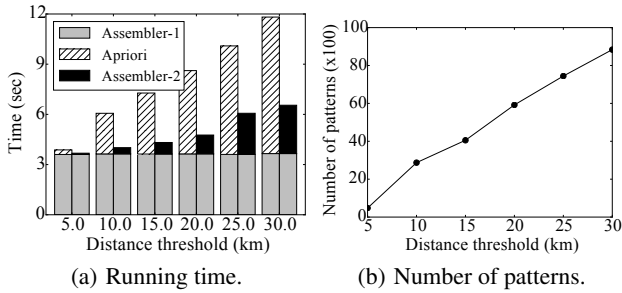 12
9
6
3
0
Time (sec)
Assembler-1
Apriori
Assembler-2
5.0 10.0 15.0 20.0 25.0 30.0
Distance threshold (km)
(a) Running time.
100
80
60
40
20
0
Number of patterns (x100)
5 10 15 20 25 30
Distance threshold (km)
(b) Number of patterns.